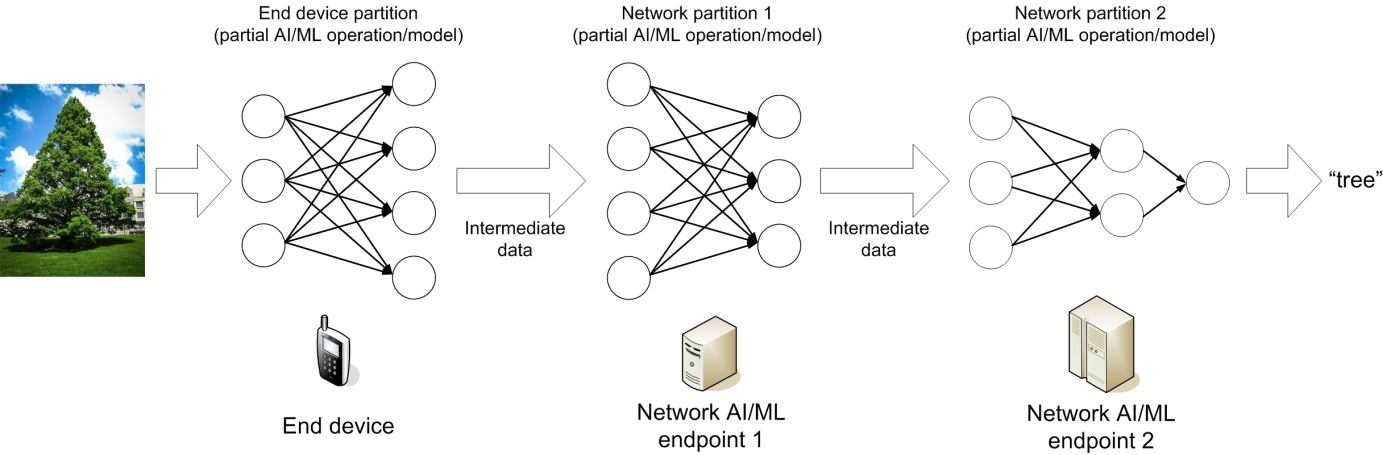 End device partition
(partial AI/ML operation/model)
Network partition 1
(partial AI/ML operation/model)
Network partition 2
(partial AI/ML operation/model)
Intermediate
data
Intermediate
data
“tree”
End device
Network AI/ML
endpoint 1
Network AI/ML
endpoint 2